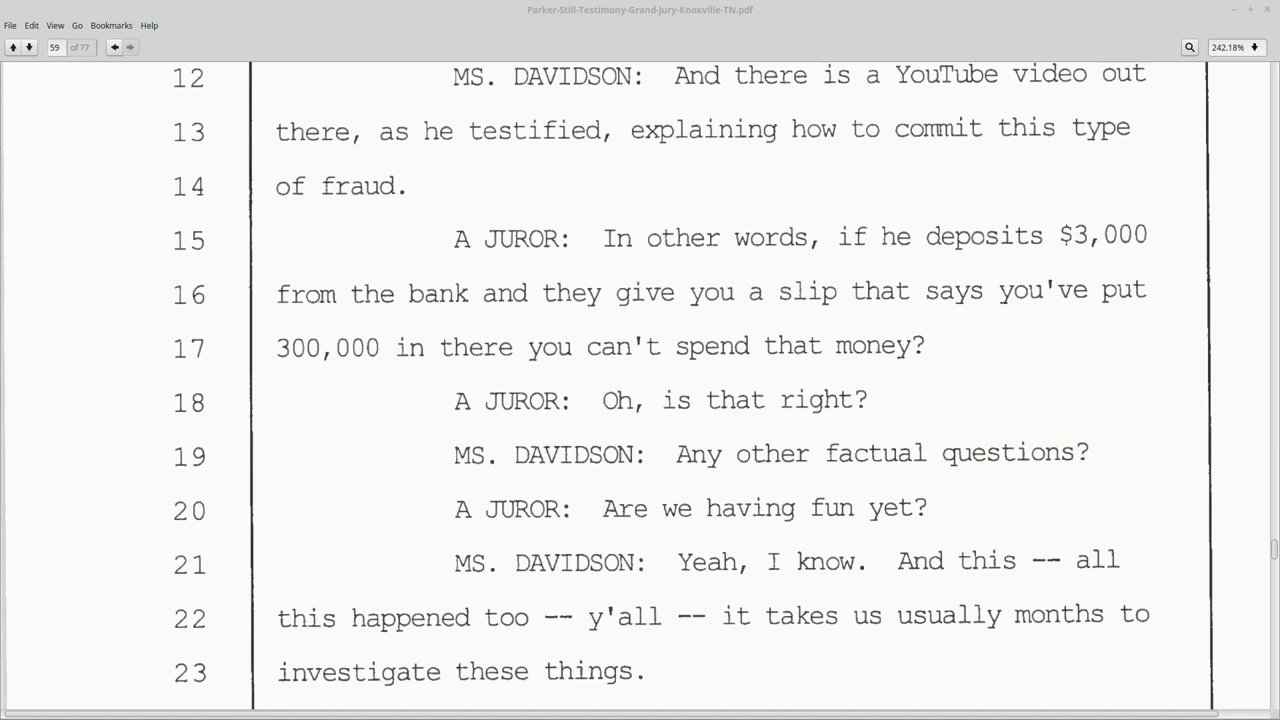 Parker-Still-Testimony-Grand-Jury-Knoxville-TN.pdf
File Edit View Go Bookmarks Help
59 of 77 242.18%
12 MS. DAVIDSON: And there is a YouTube video out
13 there, as he testified, explaining how to commit this type
14 of fraud.
15 A JUROR: In other words, if he deposits $3,000
16 from the bank and they give you a slip that says you've put
17 300,000 in there you can't spend that money?
18 A JUROR: Oh, is that right?
19 MS. DAVIDSON: Any other factual questions?
20 A JUROR: Are we having fun yet?
21 MS. DAVIDSON: Yeah, I know. And this -- all
22 this happened too -- y'all -- it takes us usually months to
23 investigate these things.